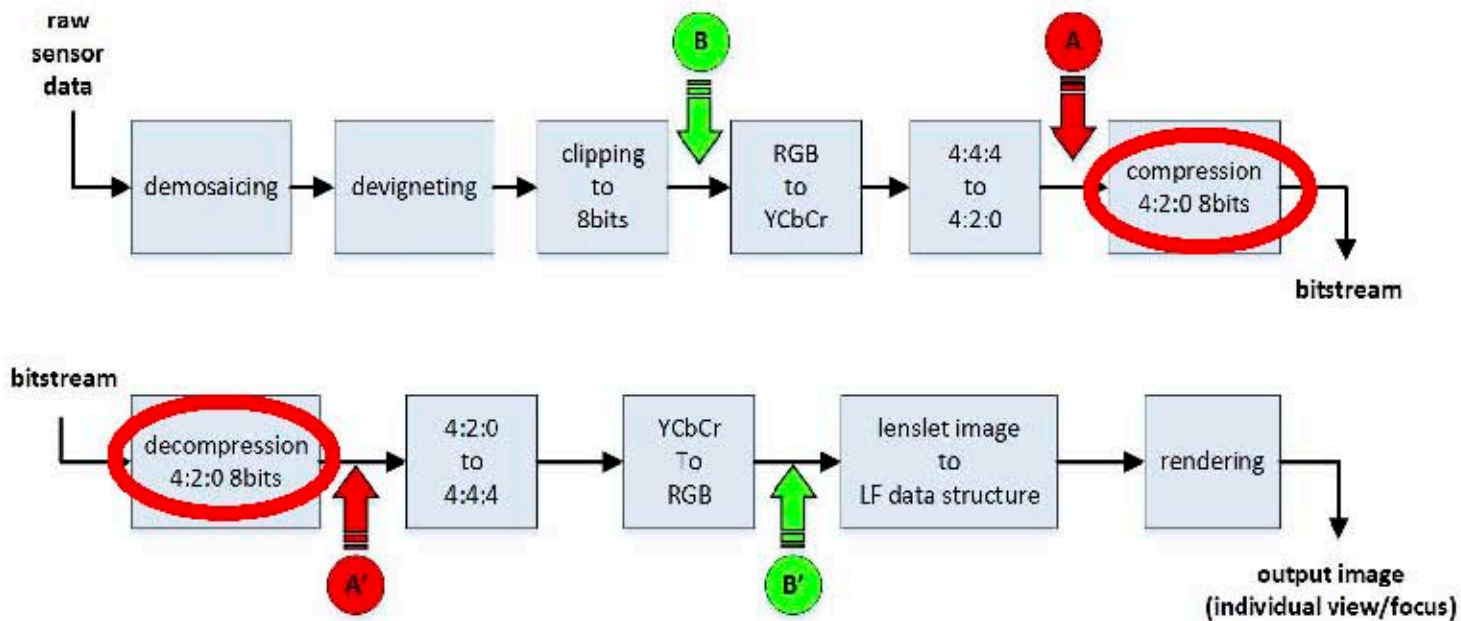 raw
sensor
data
B
A
demosaicing
devigneting
clipping
to
8bits
RGB
to
YCbCr
4:4:4
to
4:2:0
compression
4:2:0 8bits
bitstream
bitstream
decompression
4:2:0 8bits
4:2:0
to
4:4:4
YCbCr
To
RGB
lenslet image
to
LF data structure
rendering
A'
B'
output image
(individual view/focus)